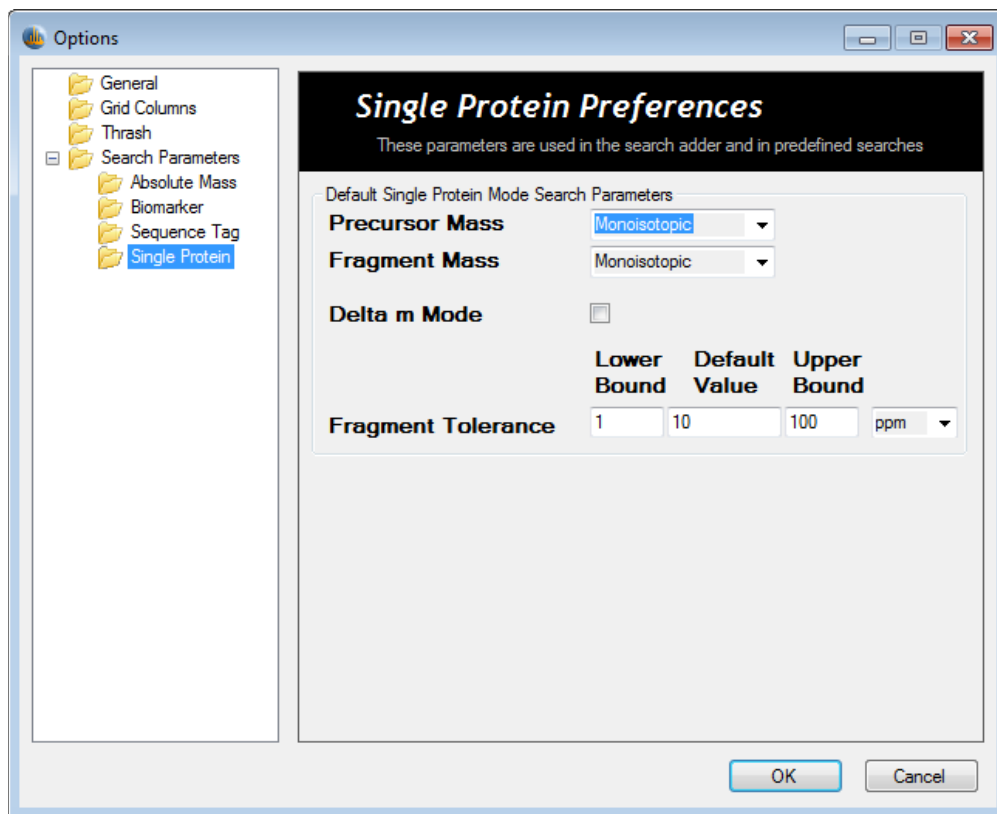 Options
General
Grid Columns
Thrash
Search Parameters
Absolute Mass
Biomarker
Sequence Tag
Single Protein
Single Protein Preferences
These parameters are used in the search adder and in predefined searches
Default Single Protein Mode Search Parameters
Precursor Mass Monoisotopic
Fragment Mass Monoisotopic
Delta m Mode
Lower Default Upper
Bound Value Bound
Fragment Tolerance 1 10 100 ppm
OK Cancel